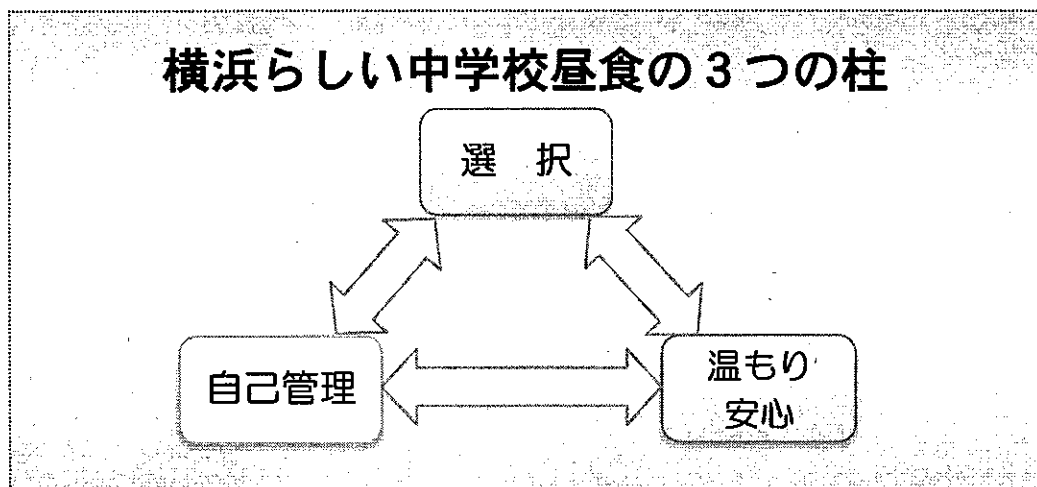 横浜らしい中学校昼食の3つの柱
選　択
自己管理
温もり
安心